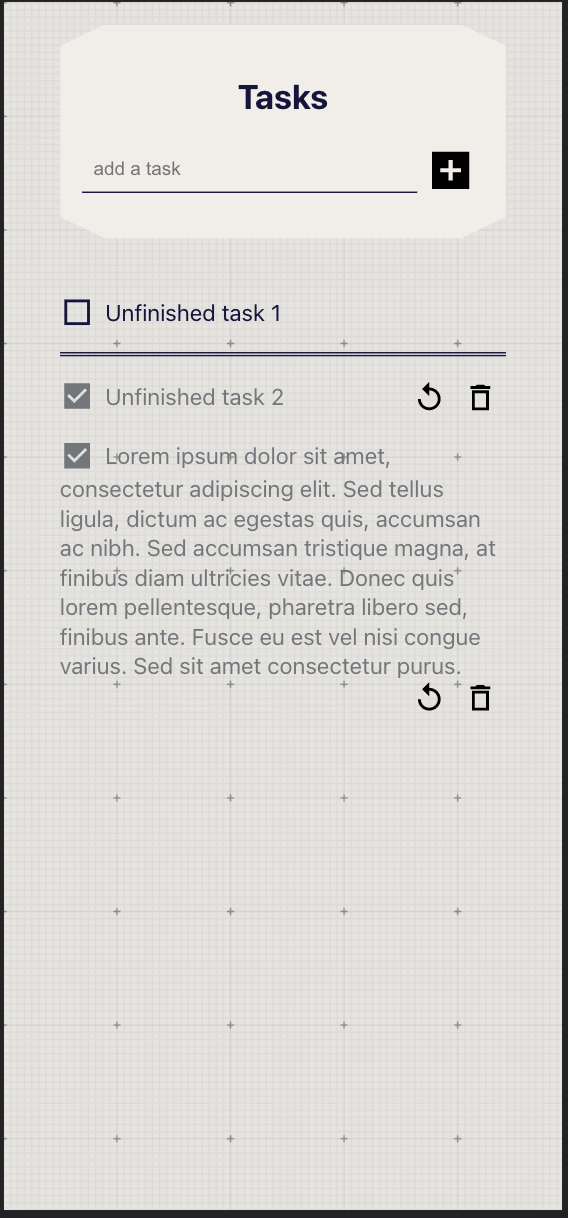 Tasks
add a task
Unfinished task 1
Unfinished task 2
Lorem ipsum dolor sit amet,
consectetur adipiscing elit. Sed tellus
ligula, dictum ac egestas quis, accumsan
ac nibh. Sed accumsan tristique magna, at
finibus diam ultricies vitae. Donec quis
lorem pellentesque, pharetra libero sed,
finibus ante. Fusce eu est vel nisi congue
varius. Sed sit amet consectetur purus.